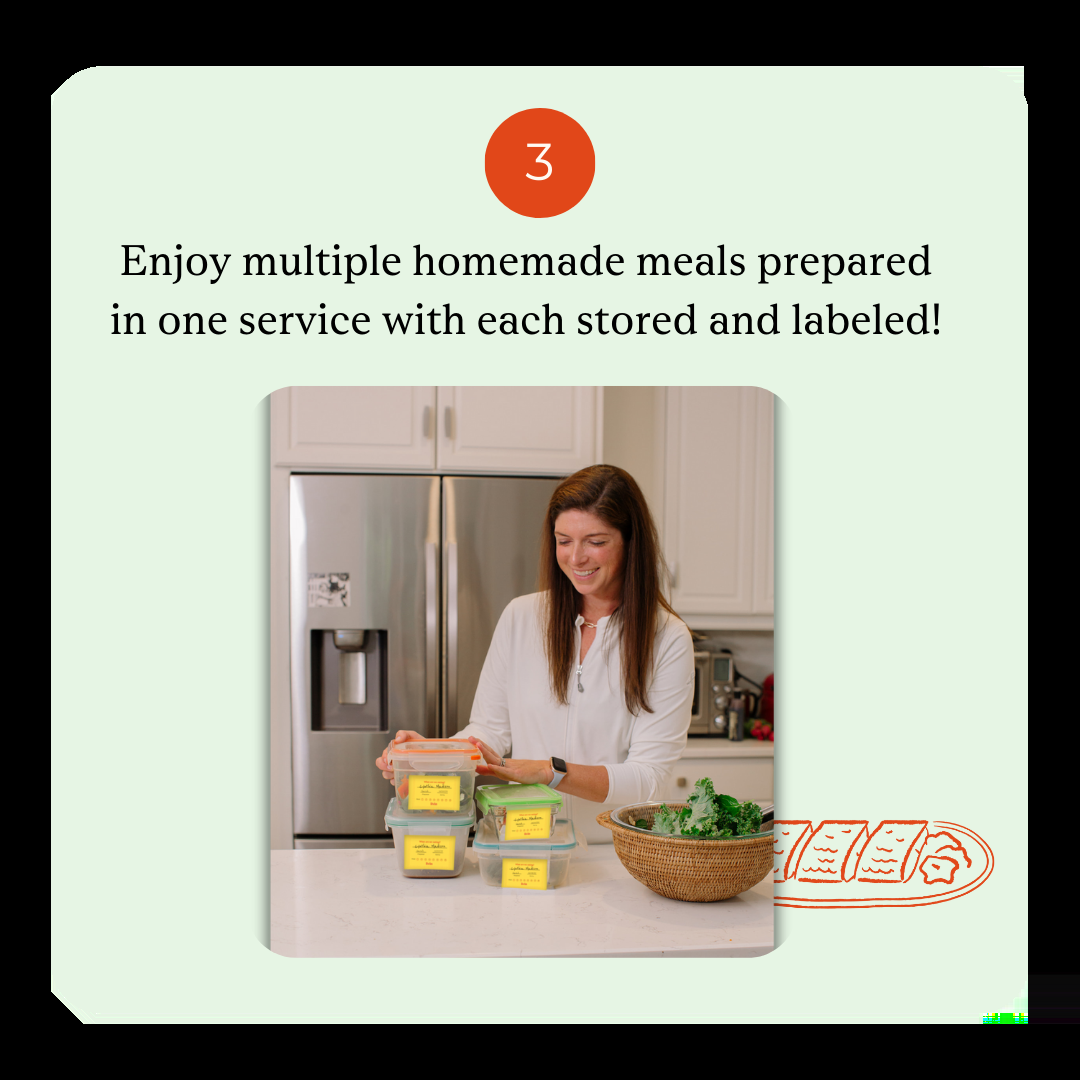 3
Enjoy multiple homemade meals prepared
in one service with each stored and labeled!